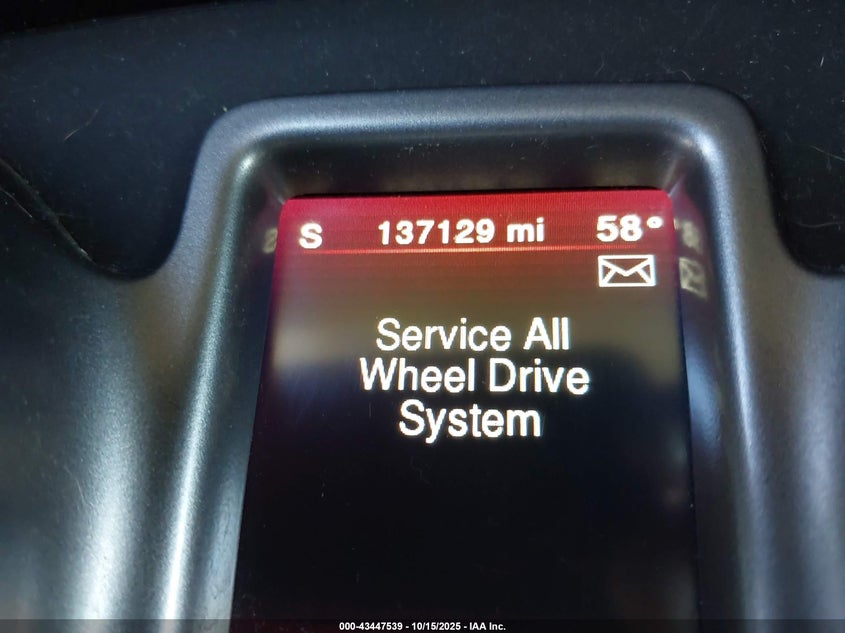 S 137129 mi 58°
Service All
Wheel Drive
System
000-43447539 - 10/15/2025 - IAA Inc.